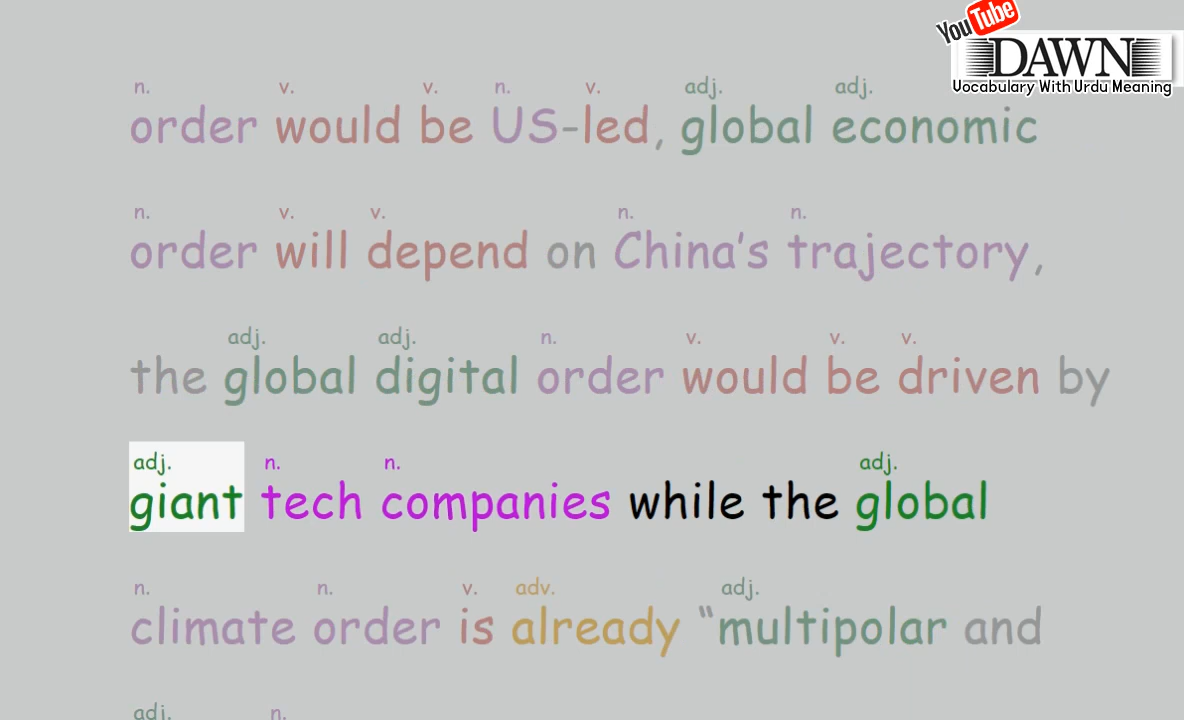 YouTube
DAWN
Vocabulary With Urdu Meaning
n. v. v. n. v. adj. adj.
order would be US-led, global economic
n. v. v. n. n.
order will depend on China’s trajectory,
adj. adj. n. v. v. v.
the global digital order would be driven by
adj. n. n. adj.
giant tech companies while the global
n. n. v. adv. adj.
climate order is already “multipolar and
adj. n.